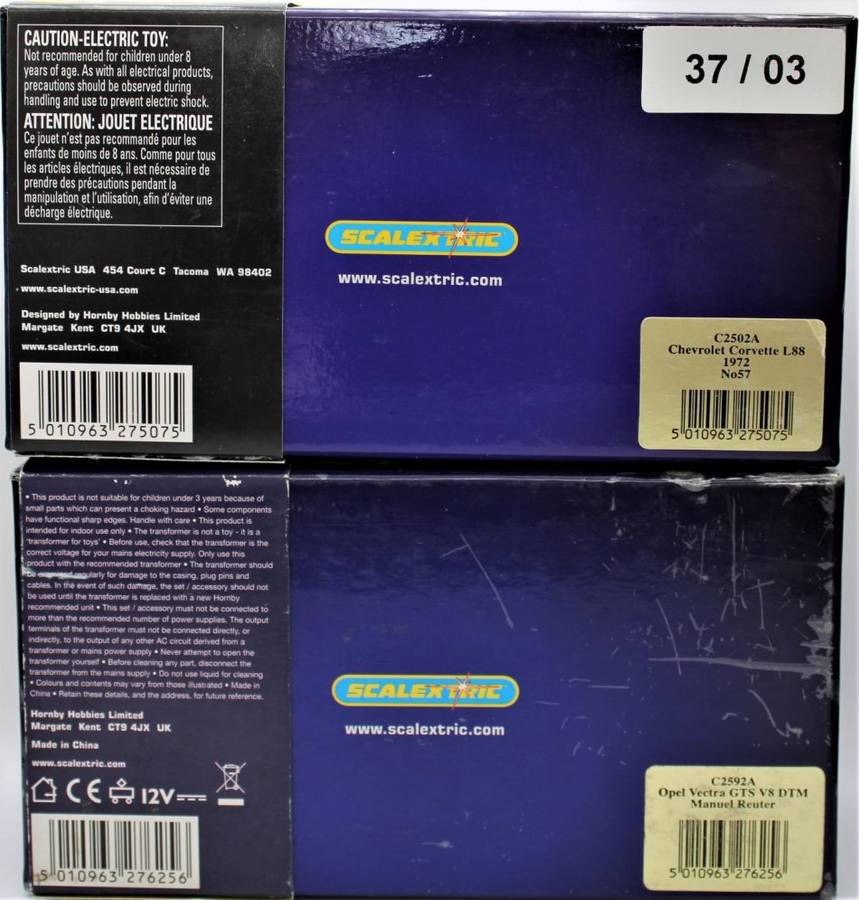 CAUTION-ELECTRIC TOY:
Not recommended for children under 8
years of age. As with all electrical products,
precautions should be observed during
handling and use to prevent electric shock.
ATTENTION: JOUET ELECTRIQUE
Ce jouet n'est pas recommandé pour les
enfants de moins de 8 ans. Comme pour tous
les articles électriques, il est nécessaire de
prendre des précautions pendant la
manipulation et l'utilisation, afin d'éviter une
décharge électrique.
Scalextric USA 454 Court C Tacoma WA 98402
www.scalextric-usa.com
Designed by Hornby Hobbies Limited
Margate Kent CT9 4JX UK
www.scalextric.com
5 010963 275075
37 / 03
SCALEXTRIC
www.scalextric.com
C2502A
Chevrolet Corvette L88
1972
No57
5 010963 275075
• This product is not suitable for children under 3 years because of
small parts which can present a choking hazard • Some components
have functional sharp edges. Handle with care • This product is
intended for indoor use only • The transformer is not a toy - it is a
'transformer for toys' • Before use, check that the transformer is the
correct voltage for your mains electricity supply. Only use this
product with the recommended transformer • The transformer should
be examined regularly for damage to the casing, plug pins and
cables. In the event of such damage, the set / accessory should not
be used until the transformer is replaced with a new Hornby
recommended unit • This set / accessory must not be connected to
more than the recommended number of power supplies. The output
terminals of the transformer must not be connected directly, or
indirectly, to the output of any other AC circuit derived from a
transformer or mains power supply • Never attempt to open the
transformer yourself • Before cleaning any part, disconnect the
transformer from the mains supply • Do not use liquid for cleaning
• Colours and contents may vary from those illustrated • Made in
China • Retain these details, and the address, for future reference.
Hornby Hobbies Limited
Margate Kent CT9 4JX UK
Made in China
www.scalextric.com
CE 12V
5 010963 276256
SCALEXTRIC
www.scalextric.com
C2592A
Opel Vectra GTS V8 DTM
Manuel Reuter
5 010963 276256